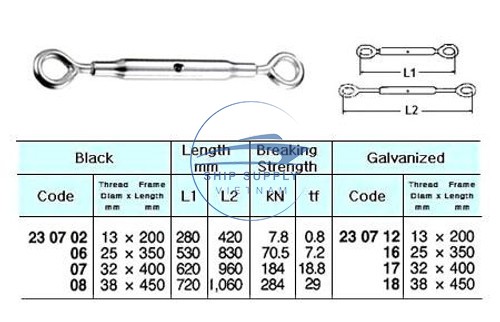 L1
L2
SHIP SUPPLY
VIETNAM
Black Length mm Breaking Strength Galvanized
Code Thread Diam mm x Frame Length mm L1 L2 kN tf Code Thread Diam mm x Frame Length mm
23 07 02 13 × 200 280 420 7.8 0.8 23 07 12 13 × 200
06 25 × 350 530 830 70.5 7.2 16 25 × 350
07 32 × 400 620 960 184 18.8 17 32 × 400
08 38 × 450 720 1,060 284 29 18 38 × 450